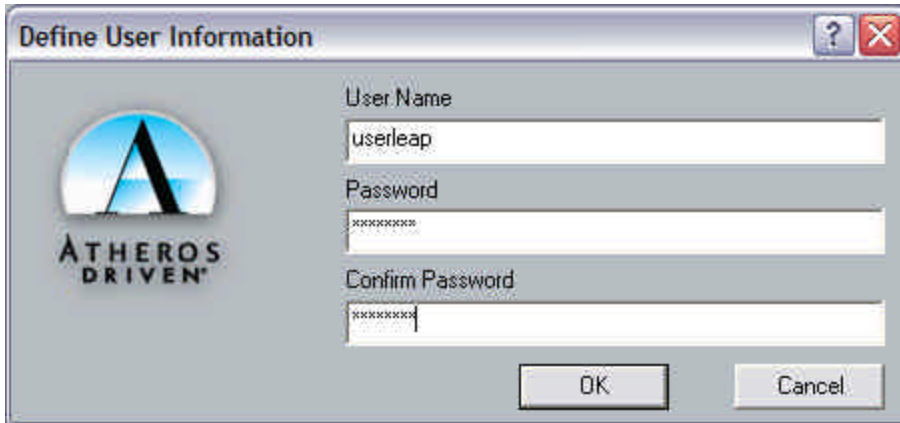 Define User Information
?
User Name
userleap
Password
********
Confirm Password
********
A
ATHEROS
DRIVEN®
OK
Cancel